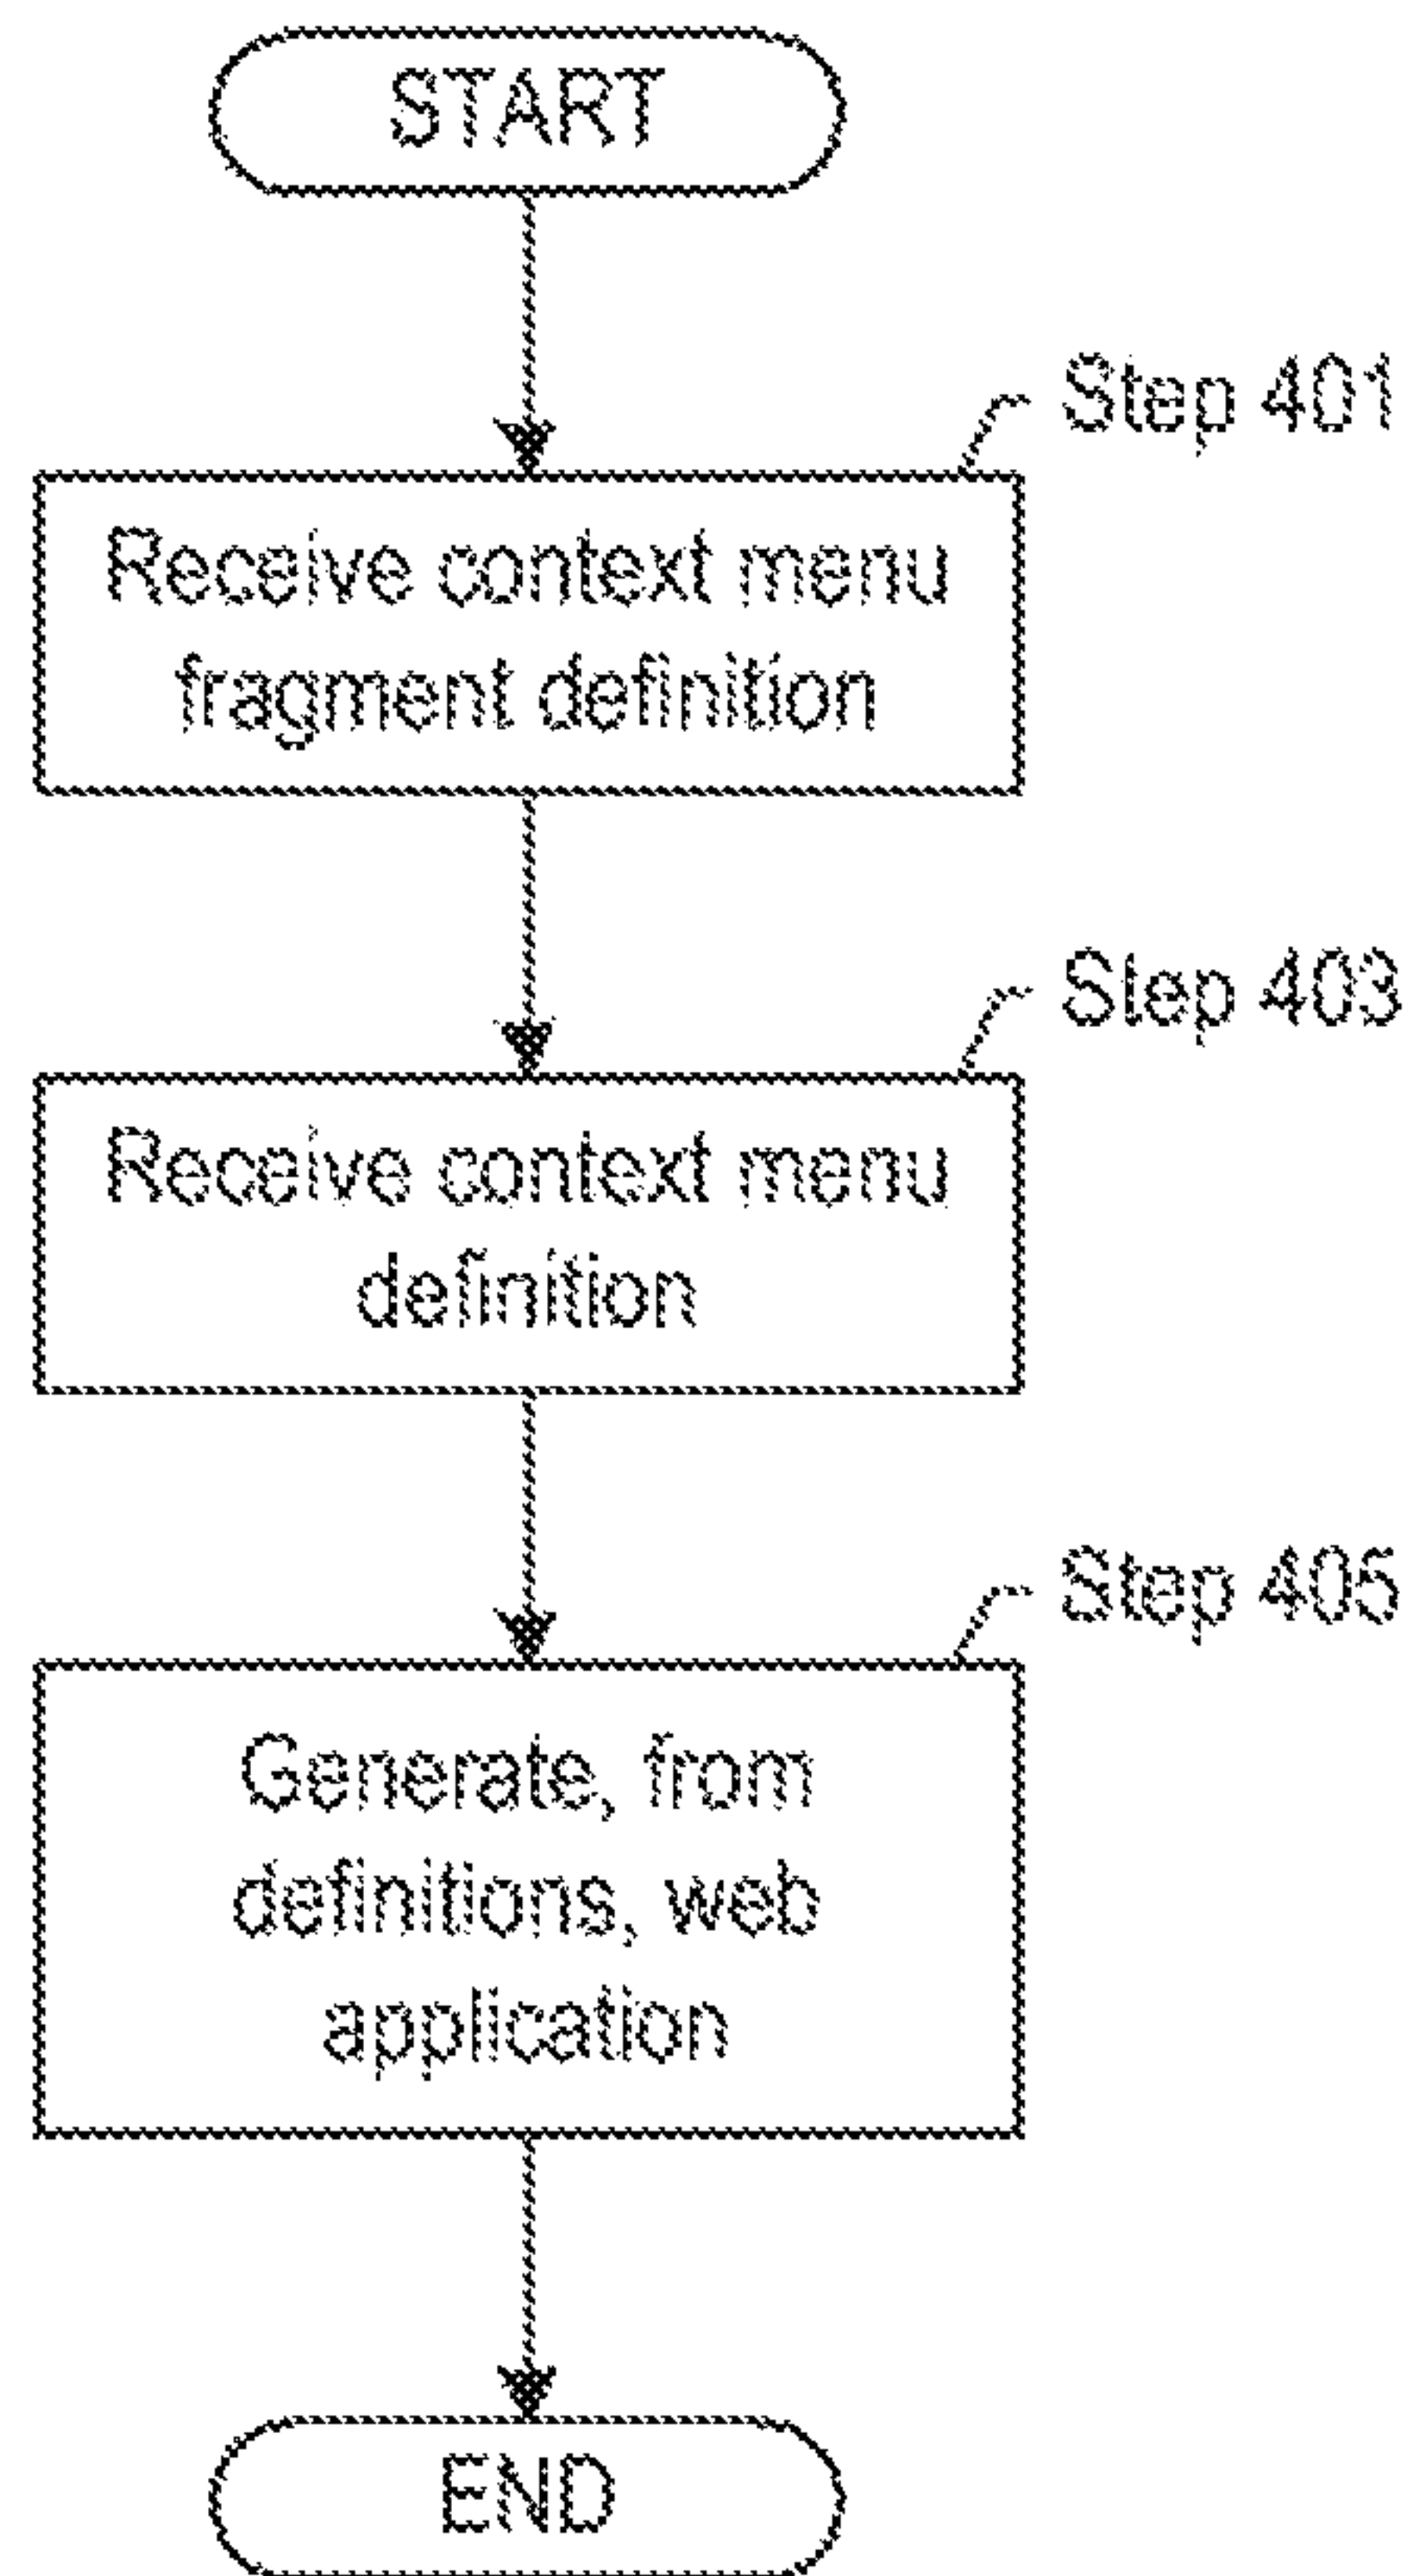 START
Step 401
Receive context menu
fragment definition
Step 403
Receive context menu
definition
Step 405
Generate, from
definitions, web
application
END